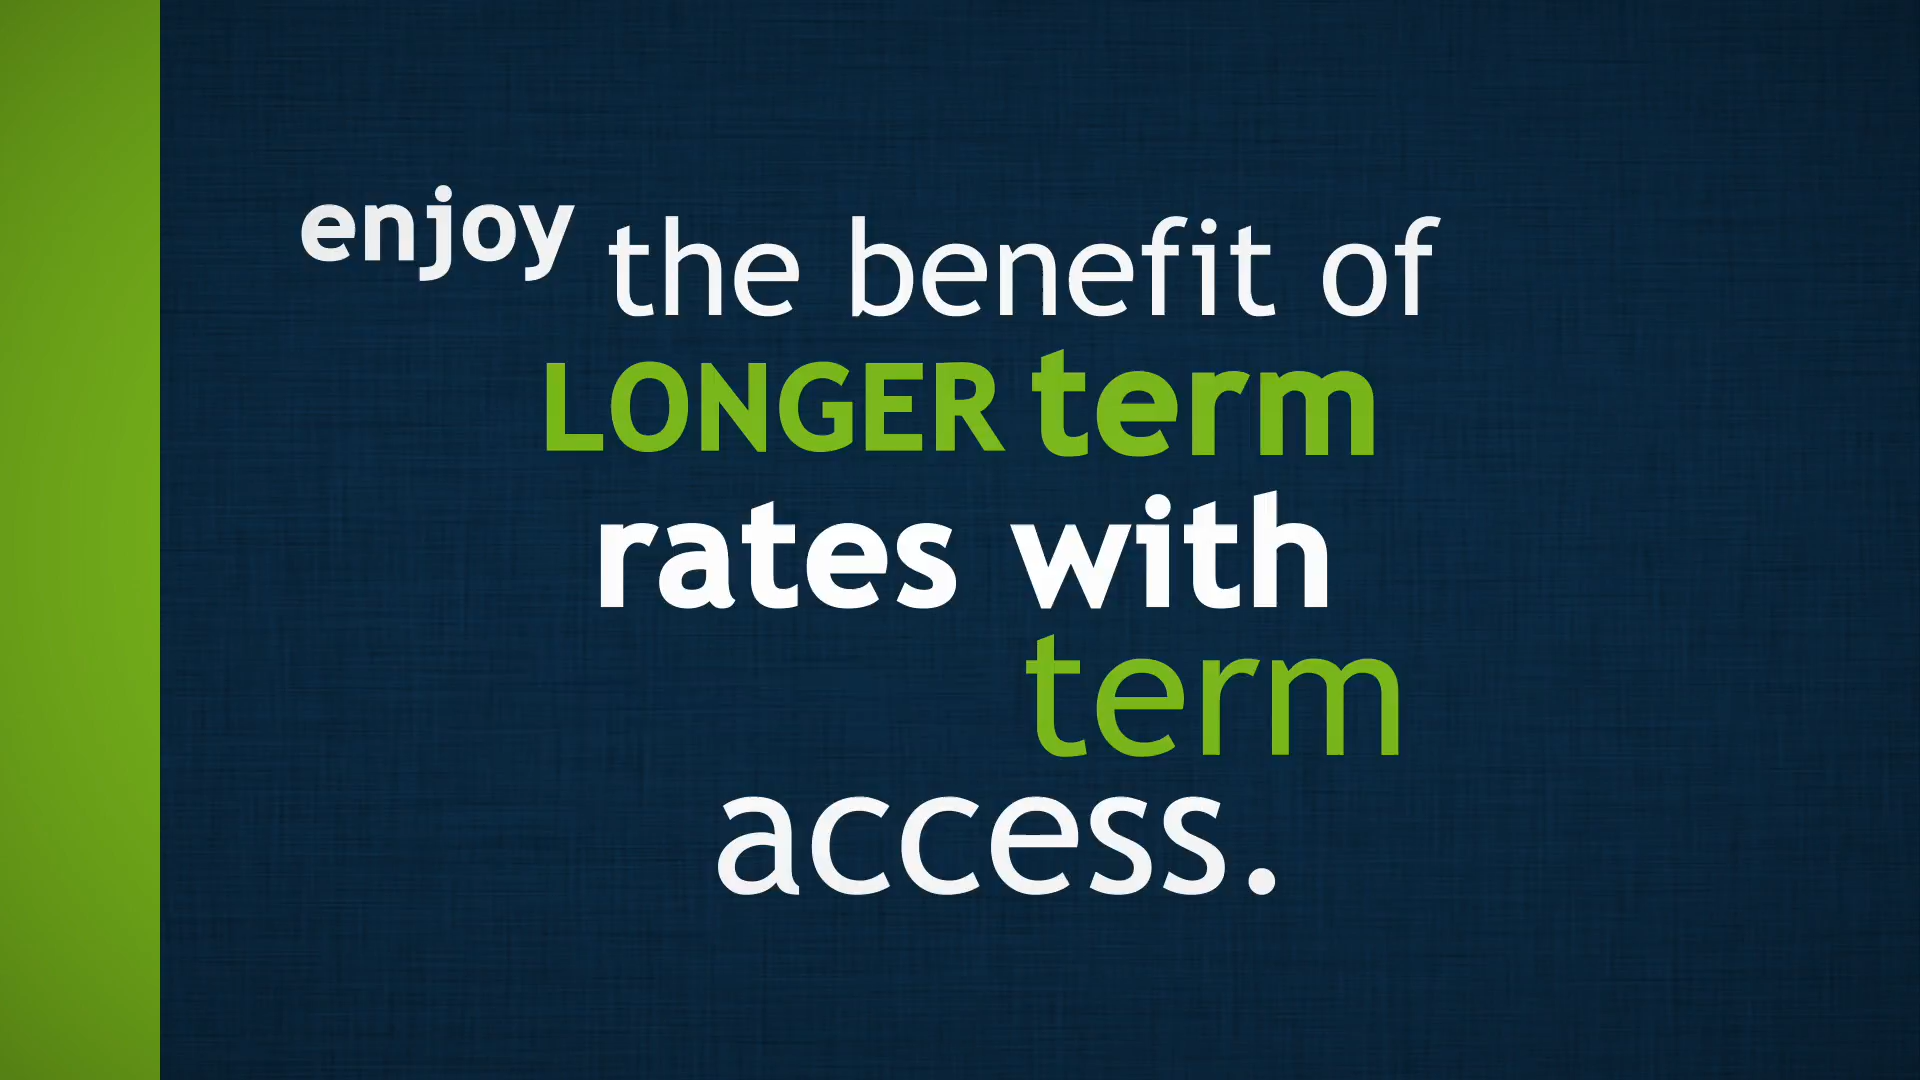 enjoy the benefit of
LONGER term
rates with
term
access.